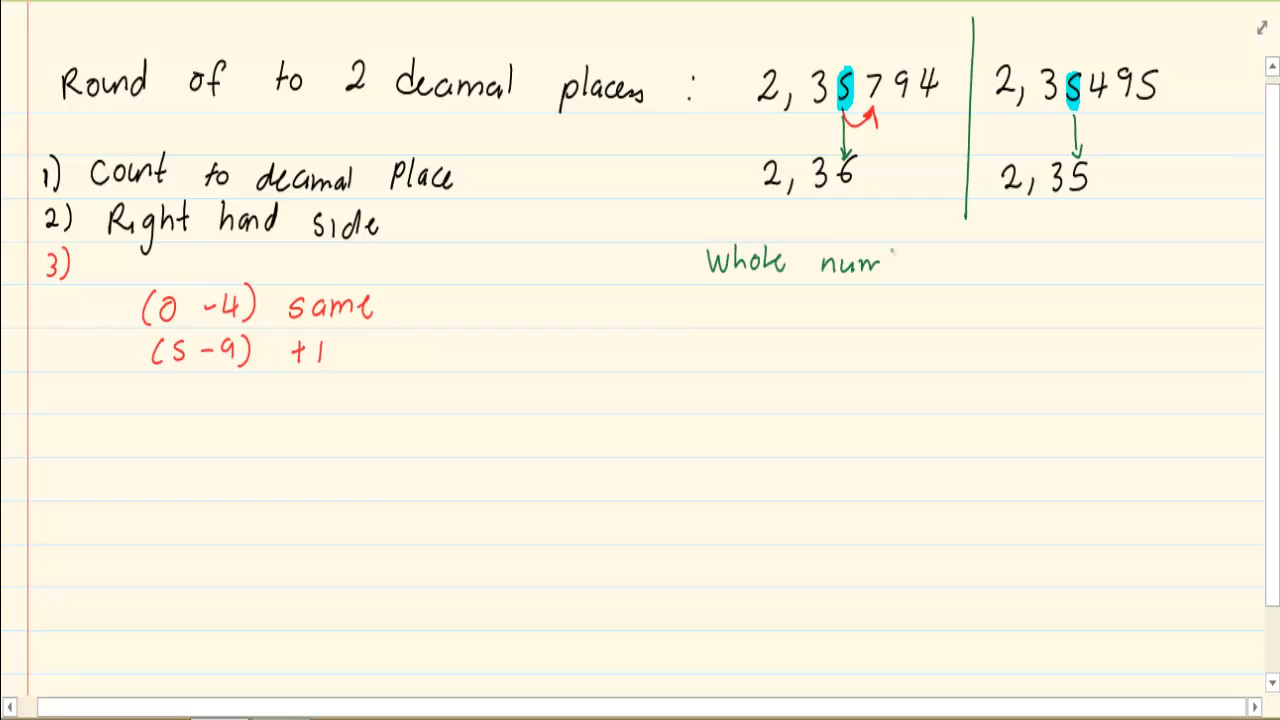 Round of to 2 decamal places : 2,35794 2,35495
1) Count to decimal Place 2,36 2,35
2) Right hand side
3) Whole num
(0 - 4) same
(5 - 9) +1